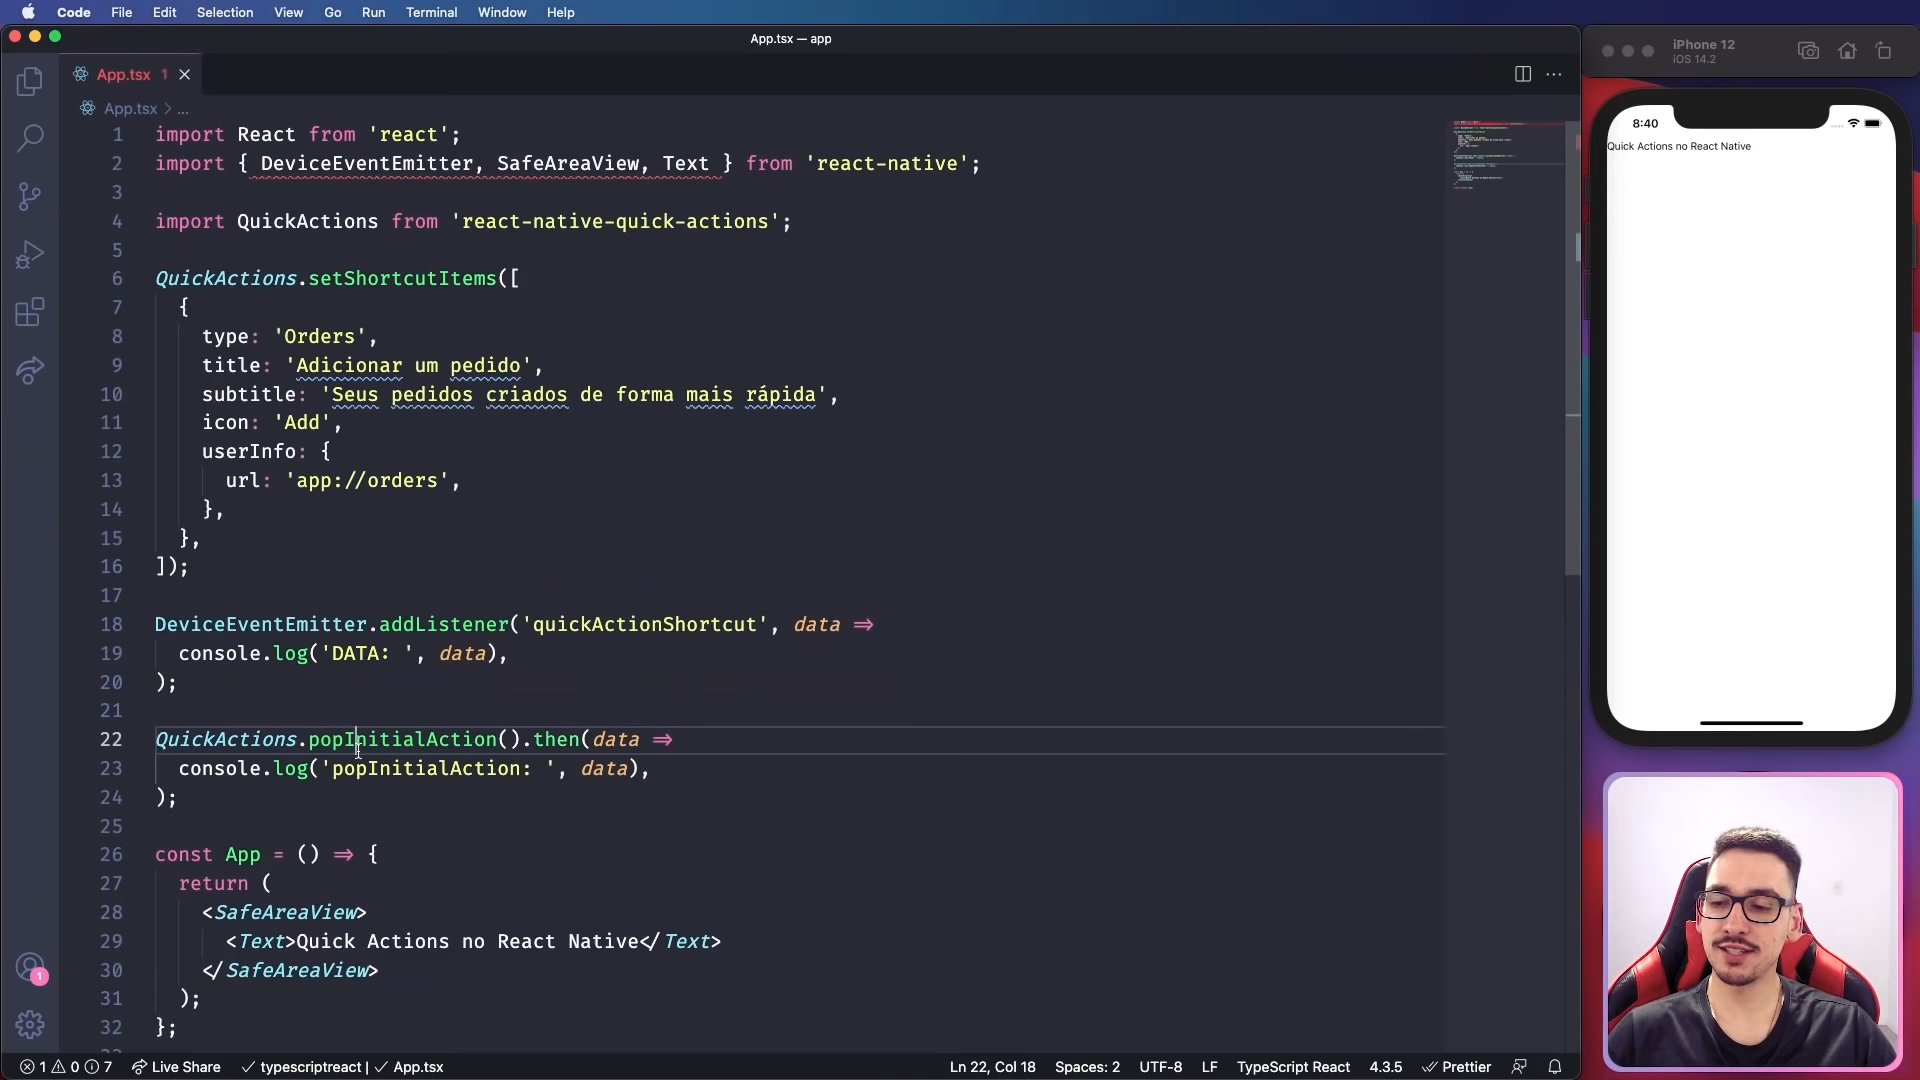 Code File Edit Selection View Go Run Terminal Window Help
App.tsx — app
App.tsx 1
App.tsx > ...
1 import React from 'react';
2 import { DeviceEventEmitter, SafeAreaView, Text } from 'react-native';
3
4 import QuickActions from 'react-native-quick-actions';
5
6 QuickActions.setShortcutItems([
7 {
8 type: 'Orders',
9 title: 'Adicionar um pedido',
10 subtitle: 'Seus pedidos criados de forma mais rápida',
11 icon: 'Add',
12 userInfo: {
13 url: 'app://orders',
14 },
15 },
16 ]);
17
18 DeviceEventEmitter.addListener('quickActionShortcut', data =>
19 console.log('DATA: ', data),
20 );
21
22 QuickActions.popInitialAction().then(data =>
23 console.log('popInitialAction: ', data),
24 );
25
26 const App = () => {
27 return (
28 <SafeAreaView>
29 <Text>Quick Actions no React Native</Text>
30 </SafeAreaView>
31 );
32 };
1
1 0 7 Live Share typescriptreact | App.tsx Ln 22, Col 18 Spaces: 2 UTF-8 LF TypeScript React 4.3.5 Prettier
iPhone 12
iOS 14.2
8:40
Quick Actions no React Native